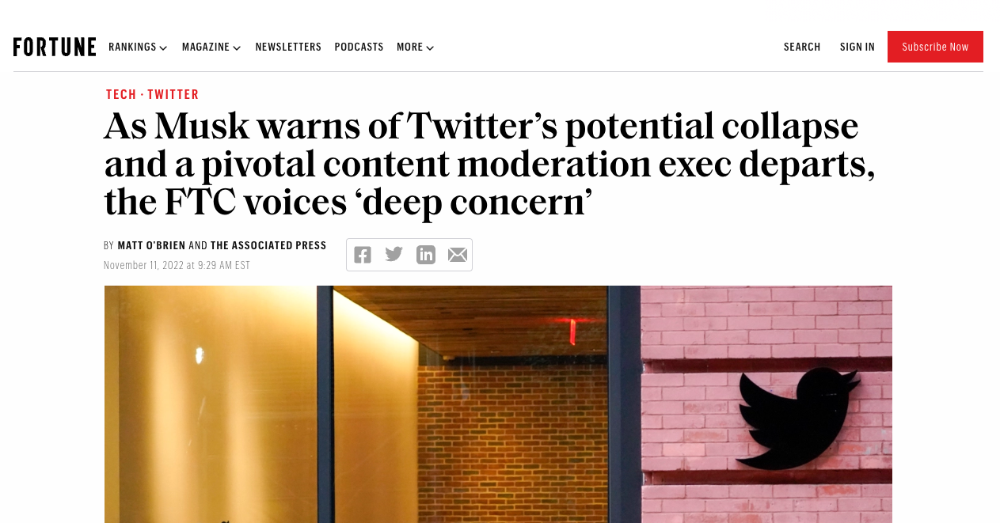 FORTUNE RANKINGS MAGAZINE NEWSLETTERS PODCASTS MORE SEARCH SIGN IN Subscribe Now
TECH · TWITTER
As Musk warns of Twitter’s potential collapse
and a pivotal content moderation exec departs,
the FTC voices ‘deep concern’
BY MATT O'BRIEN AND THE ASSOCIATED PRESS
November 11, 2022 at 9:29 AM EST